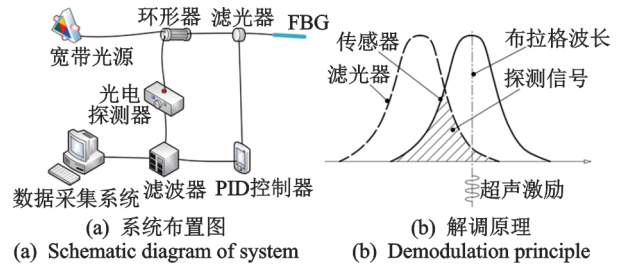 环形器 滤光器 FBG
宽带光源
光电
探测器
数据采集系统 滤波器 PID控制器
(a) 系统布置图
(a) Schematic diagram of system
传感器
滤光器
布拉格波长
探测信号
超声激励
(b) 解调原理
(b) Demodulation principle